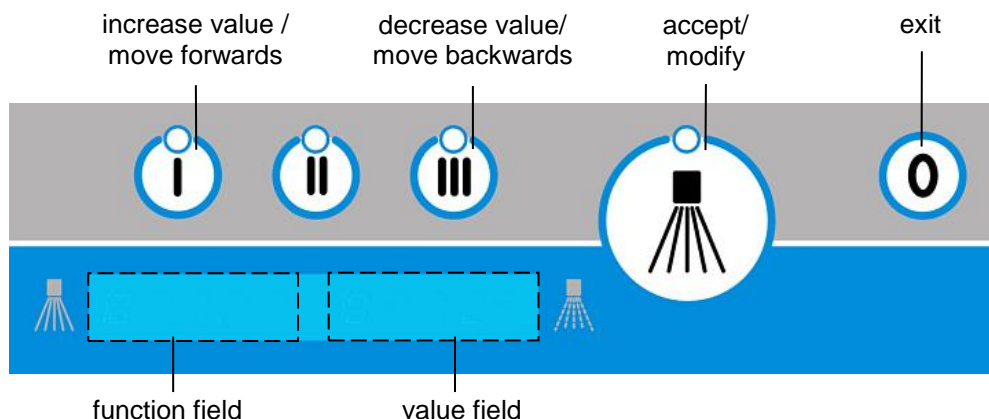 increase value /
move forwards
decrease value/
move backwards
accept/
modify
exit
I
II
III
0
function field
value field